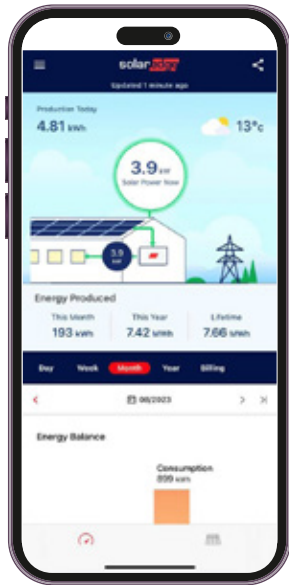 solaredge
Updated 1 minute ago
Production Today
4.81 kWh
13°c
3.9 kW
Solar Power Now
3.9
kW
Energy Produced
This Month This Year Lifetime
193 kWh 7.42 MWh 7.66 MWh
Day Week Month Year Billing
06/2023
Energy Balance
Consumption
899 kWh